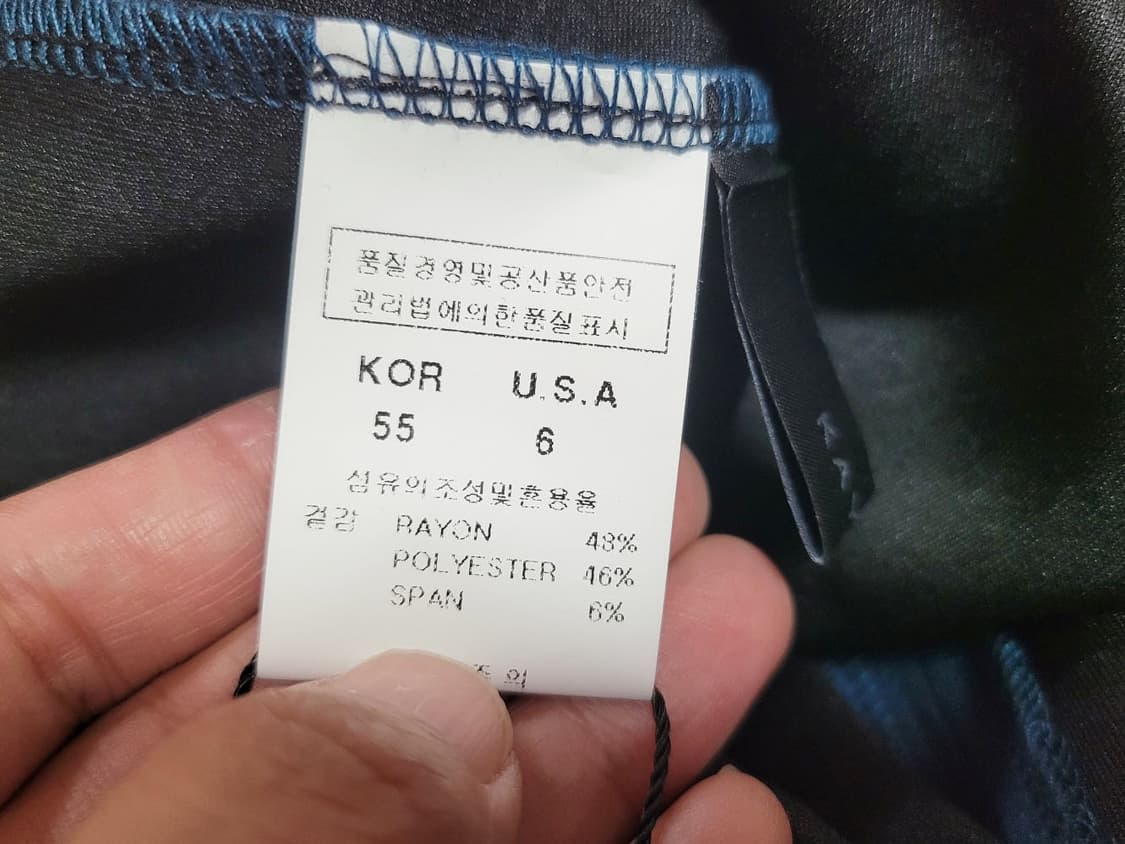 품질경영및공산품안전
관리법에의한품질표시
KOR U.S.A
55 6
섬유의조성및혼용율
겉감 RAYON 48%
POLYESTER 46%
SPAN 6%
의